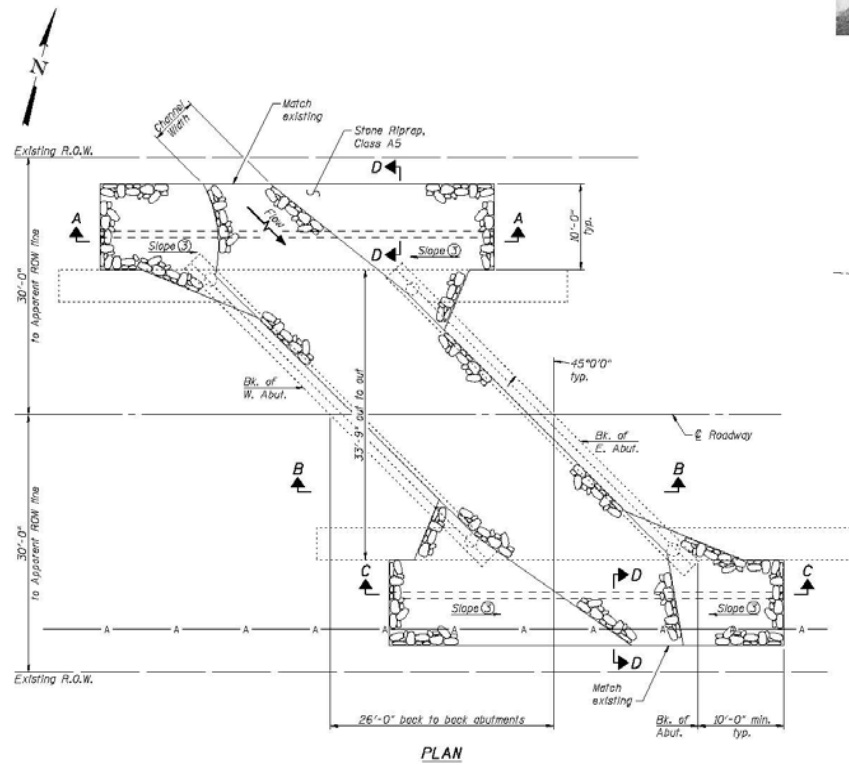 N
Channel
Width
Match
existing
Stone Riprap,
Class A5
Existing R.O.W.
D
A
A
Flow
D
10'-0"
typ.
Slope 3
Slope 3
30'-0"
to Apparent ROW line
45°0'0"
typ.
Bk. of
W. Abut.
33'-9" out to out
℄ Roadway
Bk. of
E. Abut.
B
B
30'-0"
to Apparent ROW line
C
D
C
Slope 3
Slope 3
A A A A A A A A A A
D
Existing R.O.W.
Match
existing
26'-0" back to back abutments
Bk. of
Abut.
10'-0" min.
typ.
PLAN